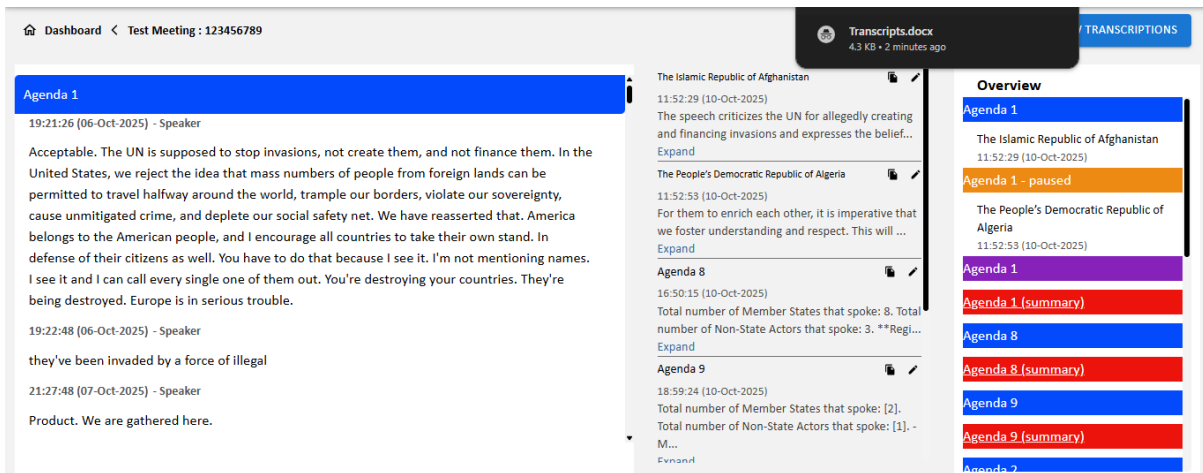 Dashboard < Test Meeting : 123456789
Transcripts.docx
4.3 KB • 2 minutes ago
TRANSCRIPTIONS
Agenda 1
19:21:26 (06-Oct-2025) - Speaker
Acceptable. The UN is supposed to stop invasions, not create them, and not finance them. In the
United States, we reject the idea that mass numbers of people from foreign lands can be
permitted to travel halfway around the world, trample our borders, violate our sovereignty,
cause unmitigated crime, and deplete our social safety net. We have reasserted that. America
belongs to the American people, and I encourage all countries to take their own stand. In
defense of their citizens as well. You have to do that because I see it. I'm not mentioning names.
I see it and I can call every single one of them out. You're destroying your countries. They're
being destroyed. Europe is in serious trouble.
19:22:48 (06-Oct-2025) - Speaker
they've been invaded by a force of illegal
21:27:48 (07-Oct-2025) - Speaker
Product. We are gathered here.
The Islamic Republic of Afghanistan
11:52:29 (10-Oct-2025)
The speech criticizes the UN for allegedly creating
and financing invasions and expresses the belief...
Expand
The People's Democratic Republic of Algeria
11:52:53 (10-Oct-2025)
For them to enrich each other, it is imperative that
we foster understanding and respect. This will ...
Expand
Agenda 8
16:50:15 (10-Oct-2025)
Total number of Member States that spoke: 8. Total
number of Non-State Actors that spoke: 3. **Regi...
Expand
Agenda 9
18:59:24 (10-Oct-2025)
Total number of Member States that spoke: [2].
Total number of Non-State Actors that spoke: [1]. -
M...
Expand
Overview
Agenda 1
The Islamic Republic of Afghanistan
11:52:29 (10-Oct-2025)
Agenda 1 - paused
The People's Democratic Republic of
Algeria
11:52:53 (10-Oct-2025)
Agenda 1
Agenda 1 (summary)
Agenda 8
Agenda 8 (summary)
Agenda 9
Agenda 9 (summary)
Agenda 2